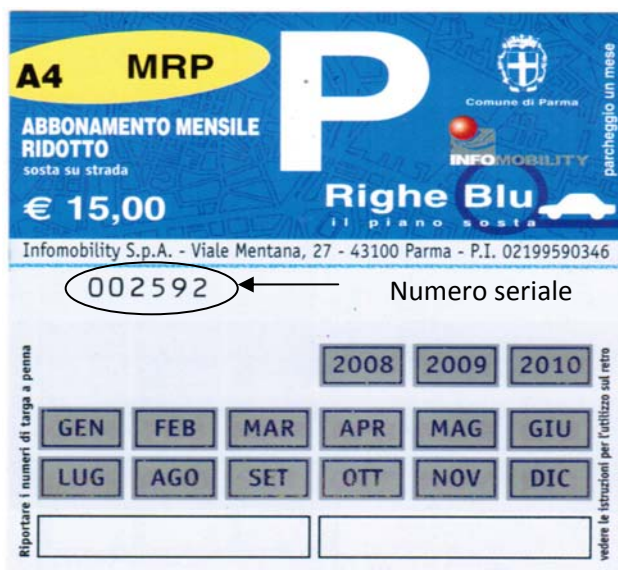 A4 MRP P
Comune di Parma
parcheggio un mese
ABBONAMENTO MENSILE
RIDOTTO
sosta su strada
€ 15,00
INFOMOBILITY
Righe Blu
il piano sosta
Infomobility S.p.A. - Viale Mentana, 27 - 43100 Parma - P.I. 02199590346
002592 Numero seriale
Riportare i numeri di targa a penna
2008 2009 2010
GEN FEB MAR APR MAG GIU
LUG AGO SET OTT NOV DIC
vedere le istruzioni per l'utilizzo sul retro